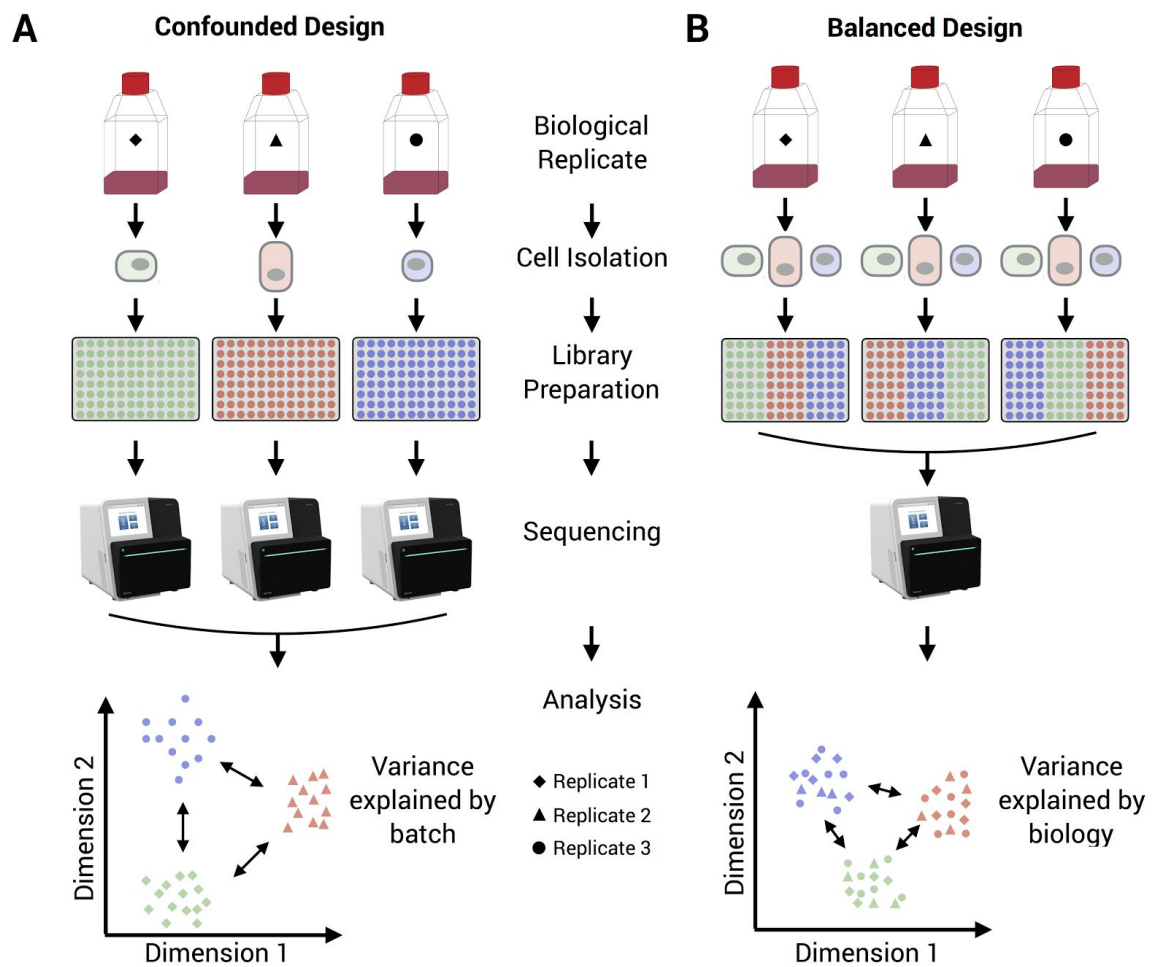 A
Confounded Design
B
Balanced Design
Biological
Replicate
Cell Isolation
Library
Preparation
Sequencing
Analysis
Dimension 2
Dimension 1
Variance
explained by
batch
Replicate 1
Replicate 2
Replicate 3
Dimension 2
Dimension 1
Variance
explained by
biology